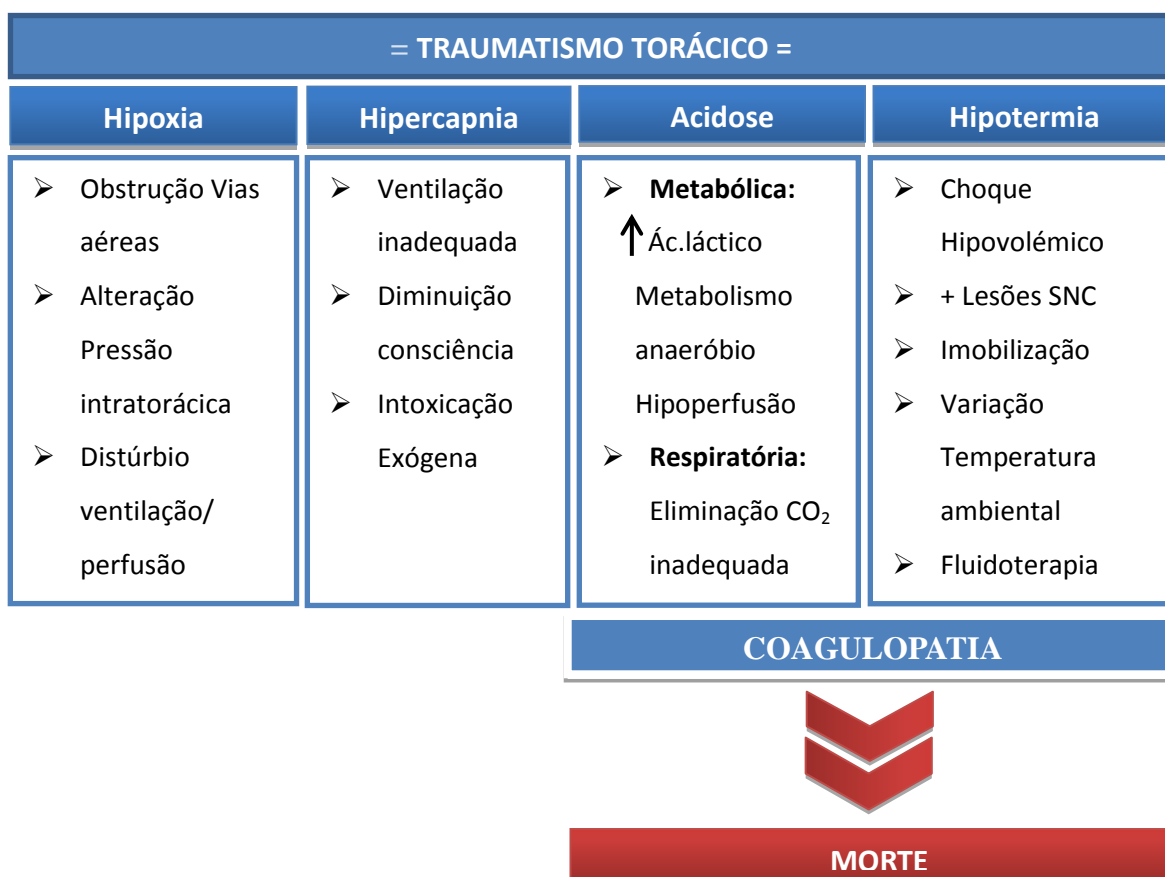 = TRAUMATISMO TORÁCICO =
Hipoxia
➢ Obstrução Vias
aéreas
➢ Alteração
Pressão
intratorácica
➢ Distúrbio
ventilação/
perfusão
Hipercapnia
➢ Ventilação
inadequada
➢ Diminuição
consciência
➢ Intoxicação
Exógena
Acidose
➢ Metabólica:
↑ Ác.láctico
Metabolismo
anaeróbio
Hipoperfusão
➢ Respiratória:
Eliminação CO₂
inadequada
Hipotermia
➢ Choque
Hipovolémico
➢ + Lesões SNC
➢ Imobilização
➢ Variação
Temperatura
ambiental
➢ Fluidoterapia
COAGULOPATIA
MORTE